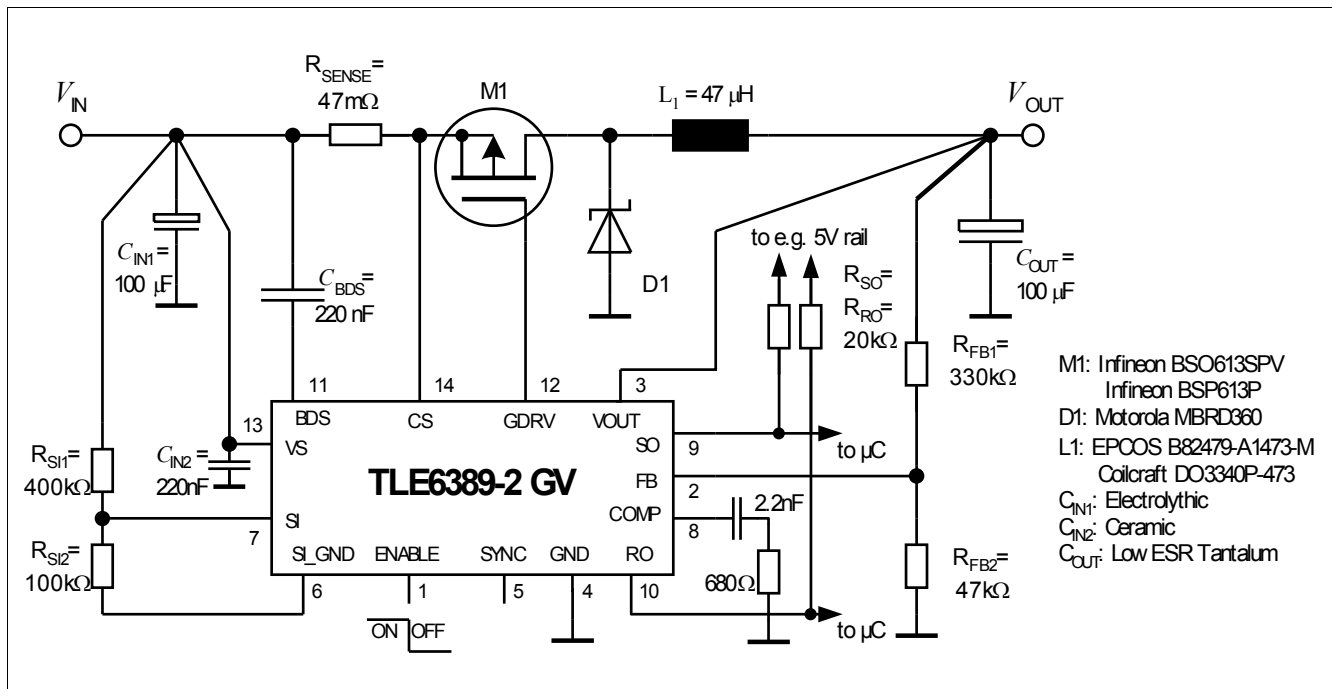 R_SENSE=
47mΩ
M1
L₁ = 47 µH
V_IN
V_OUT
C_IN1=
100 µF
C_BDS=
220 nF
D1
to e.g. 5V rail
R_SO=
R_RO=
20kΩ
C_OUT=
100 µF
R_FB1=
330kΩ
M1: Infineon BSO613SPV
Infineon BSP613P
D1: Motorola MBRD360
L1: EPCOS B82479-A1473-M
Coilcraft DO3340P-473
C_IN1: Electrolythic
C_IN2: Ceramic
C_OUT: Low ESR Tantalum
11
14
12
3
13
BDS
CS
GDRV
VOUT
VS
SO
9
to µC
R_SI1=
400kΩ
C_IN2=
220nF
TLE6389-2 GV
FB
2
2.2nF
COMP
8
SI
7
R_SI2=
100kΩ
SI_GND
ENABLE
SYNC
GND
RO
6
1
5
4
10
680Ω
R_FB2=
47kΩ
ON
OFF
to µC